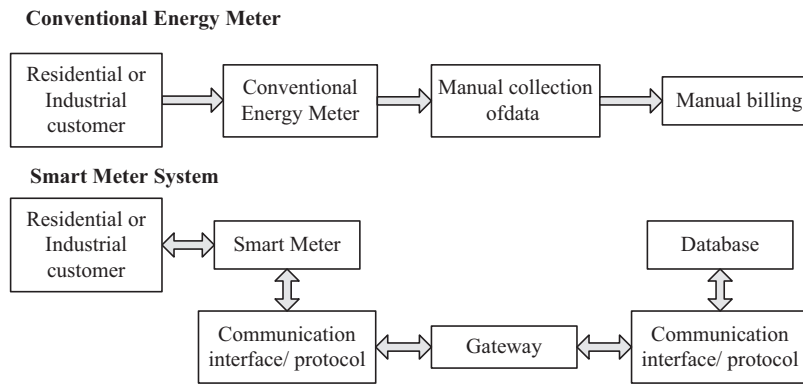 Conventional Energy Meter
Residential or
Industrial
customer
Conventional
Energy Meter
Manual collection
ofdata
Manual billing
Smart Meter System
Residential or
Industrial
customer
Smart Meter
Database
Communication
interface/ protocol
Gateway
Communication
interface/ protocol